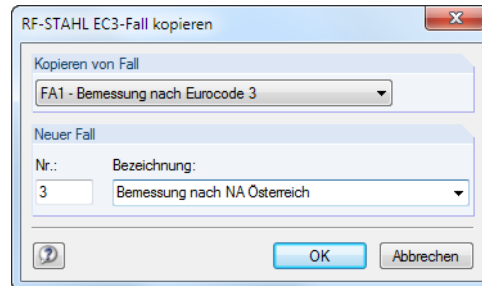 RF-STAHL EC3-Fall kopieren
Kopieren von Fall
FA1 - Bemessung nach Eurocode 3
Neuer Fall
Nr.: Bezeichnung:
3 Bemessung nach NA Österreich
OK Abbrechen